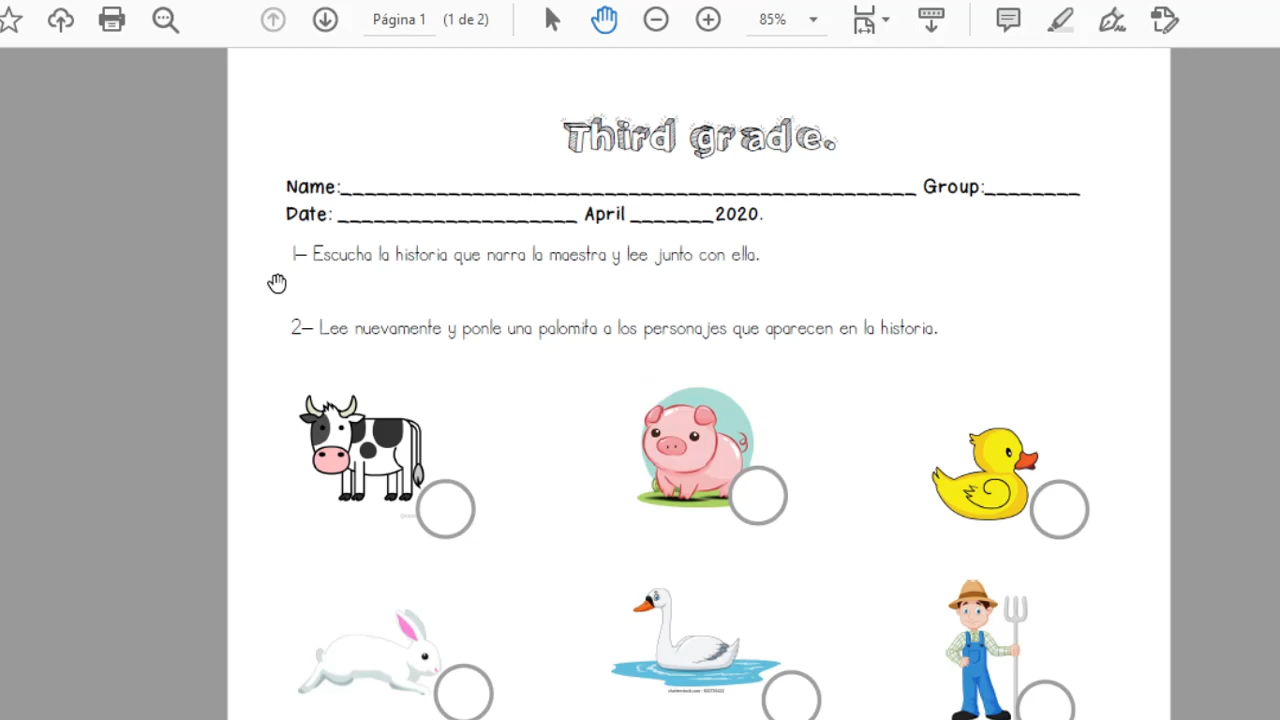 Página 1 (1 de 2) 85%
Third grade.
Name:________________________________________________ Group:________
Date: ____________________ April _______2020.
1- Escucha la historia que narra la maestra y lee junto con ella.
2- Lee nuevamente y ponle una palomita a los personajes que aparecen en la historia.